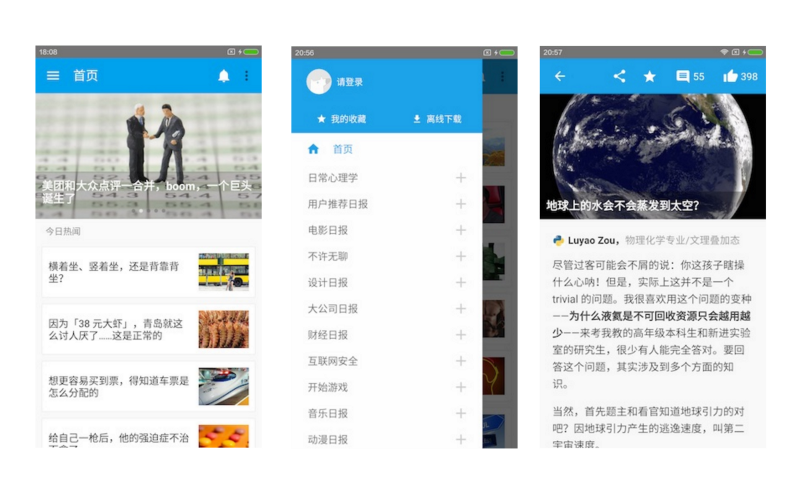 18:08
首页
美团和大众点评一合并，boom，一个巨头
诞生了
今日热闻
横着坐、竖着坐，还是背靠背
坐？
因为「38 元大虾」，青岛就这
么讨人厌了……这是正常的
想更容易买到票，得知道车票是
怎么分配的
给自己一枪后，他的强迫症不治
20:56
请登录
我的收藏
离线下载
首页
日常心理学
用户推荐日报
电影日报
不许无聊
设计日报
大公司日报
财经日报
互联网安全
开始游戏
音乐日报
动漫日报
20:57
55
398
地球上的水会不会蒸发到太空？
Luyao Zou，物理化学专业/文理叠加态
尽管过客可能会不屑的说：你这孩子瞎操
什么心呐！但是，实际上这并不是一个
trivial 的问题。我很喜欢用这个问题的变种
——为什么液氦是不可回收资源只会越用越
少——来考我教的高年级本科生和新进实验
室的研究生，很少有人能完全答对。要回
答这个问题，其实涉及到多个方面的知
识。
当然，首先题主和看官知道地球引力的对
吧？因地球引力产生的逃逸速度，叫第二
宇宙速度。